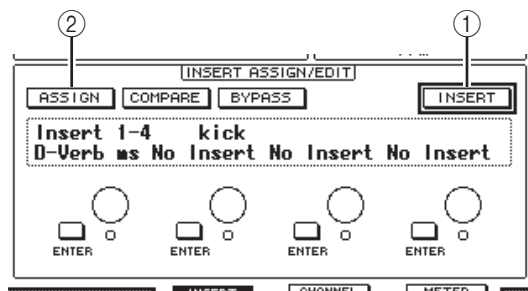 ② ①
INSERT ASSIGN/EDIT
ASSIGN COMPARE BYPASS INSERT
Insert 1-4 kick
D-Verb ms No Insert No Insert No Insert
ENTER ENTER ENTER ENTER
INSERT CHANNEL METER